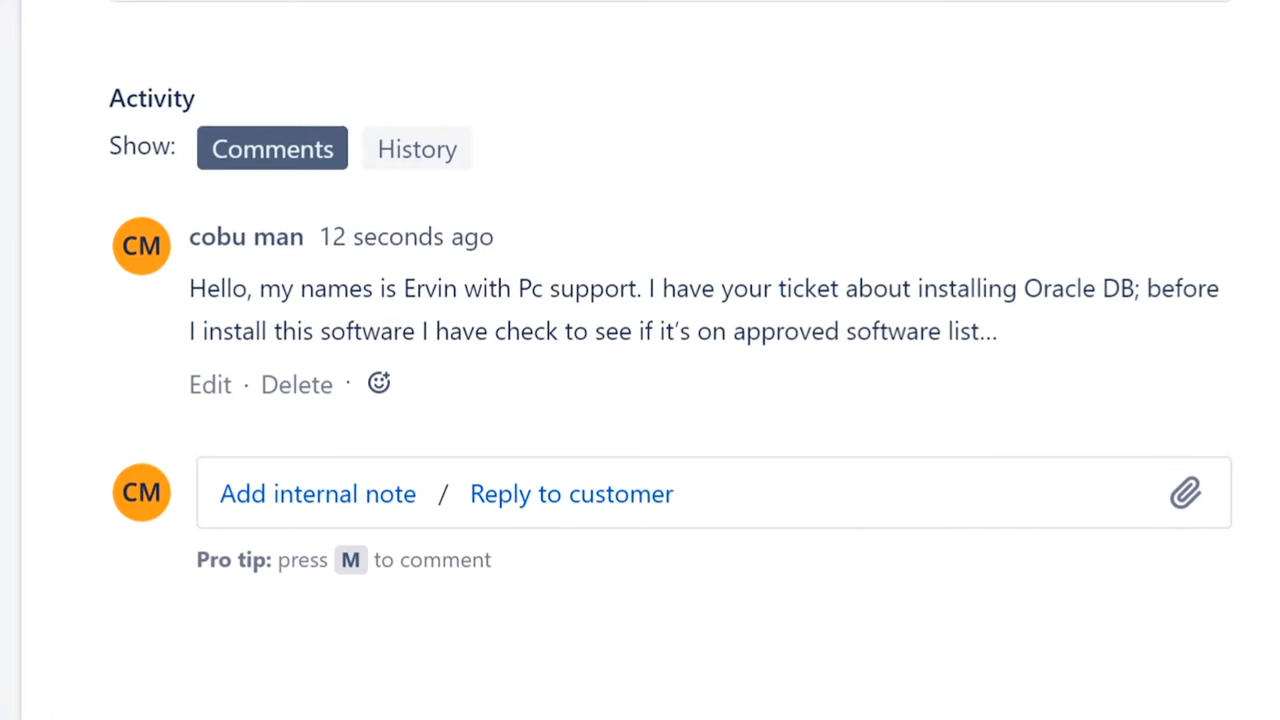 Activity
Show: Comments History
CM cobu man 12 seconds ago
Hello, my names is Ervin with Pc support. I have your ticket about installing Oracle DB; before
I install this software I have check to see if it's on approved software list...
Edit · Delete ·
CM Add internal note / Reply to customer
Pro tip: press M to comment